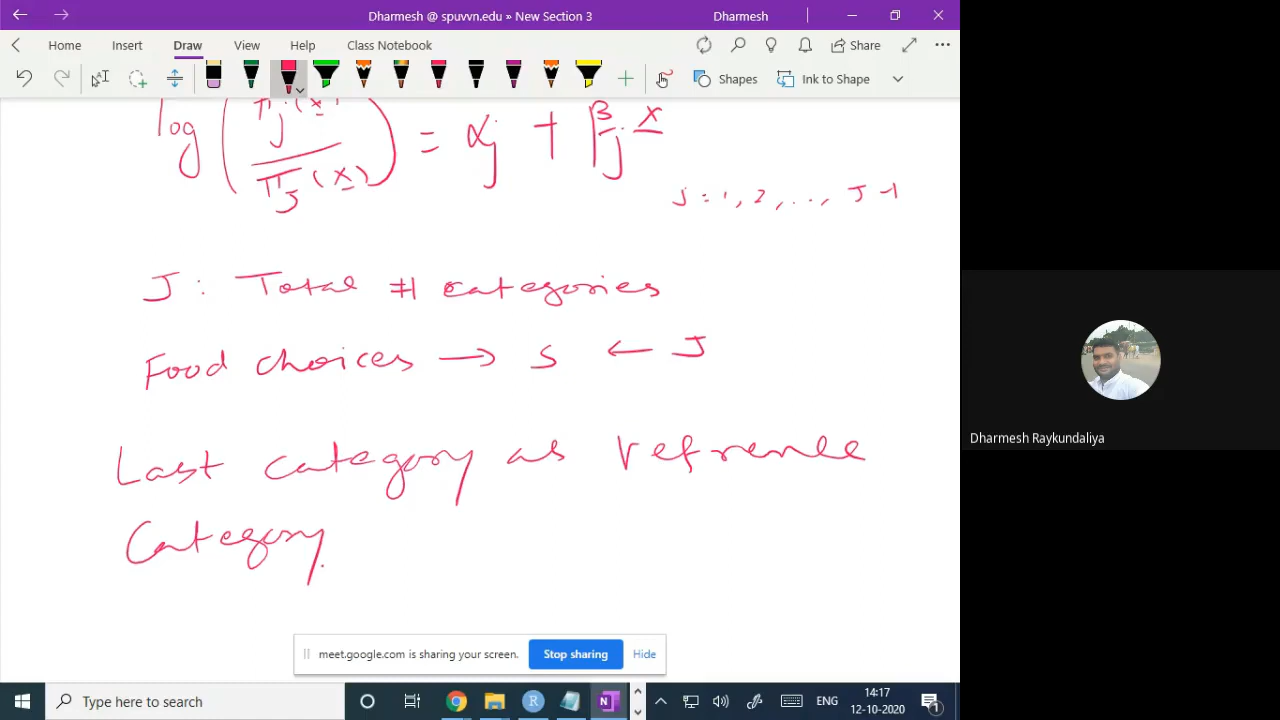 Dharmesh @ spuvvn.edu » New Section 3
Dharmesh
Home Insert Draw View Help Class Notebook
Share
Shapes
Ink to Shape
log (πj(x) / πJ(x)) = αj + βj x
j = 1, 2, ..., J-1
J : Total # categories
Food choices → 5 ← J
Last category as reference
Category.
Dharmesh Raykundaliya
meet.google.com is sharing your screen.
Stop sharing
Hide
Type here to search
ENG
14:17
12-10-2020
1